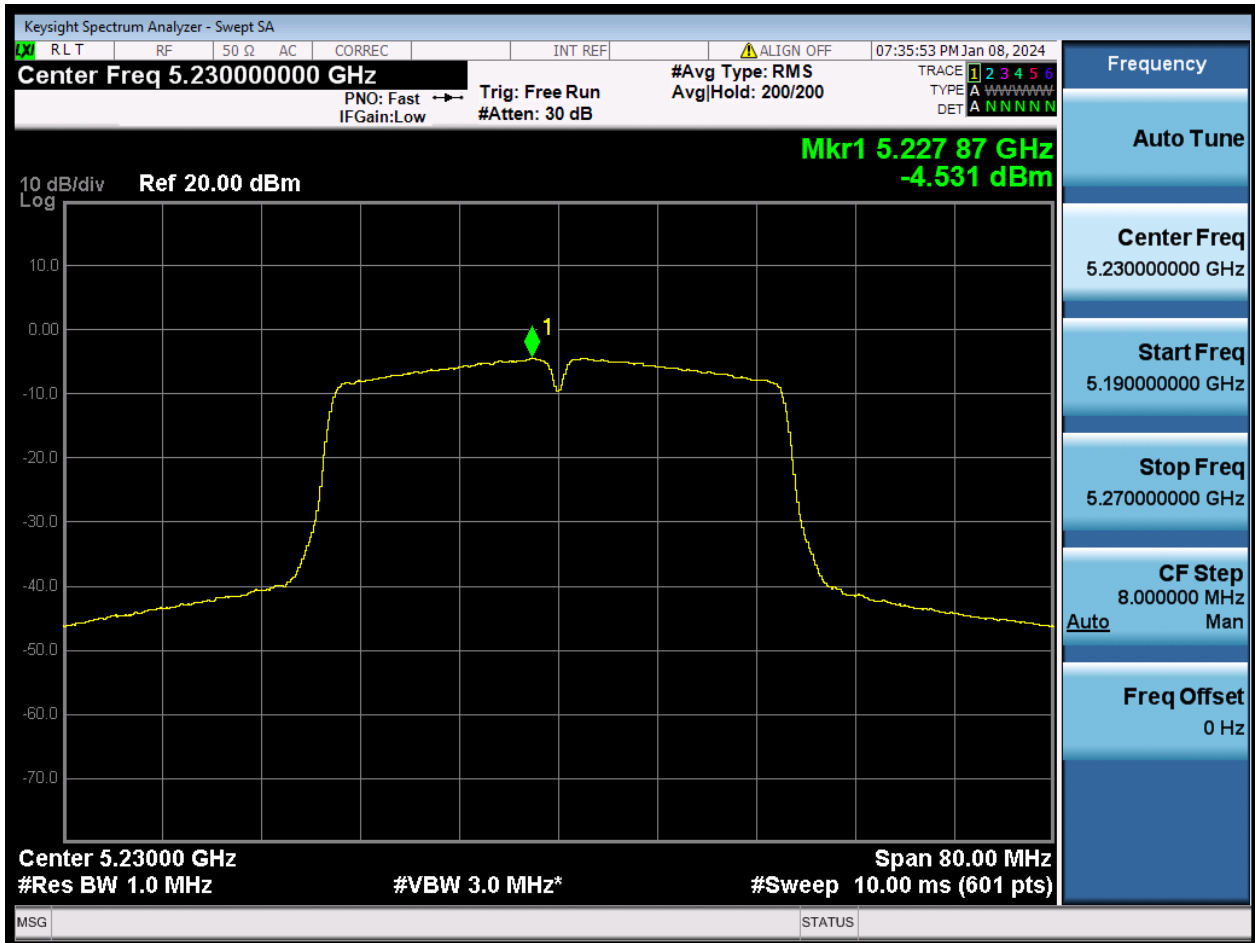 Keysight Spectrum Analyzer - Swept SA
LXI RLT RF 50 Ω AC CORREC INT REF ALIGN OFF 07:35:53 PM Jan 08, 2024
Center Freq 5.230000000 GHz
PNO: Fast
IFGain:Low
Trig: Free Run
#Atten: 30 dB
#Avg Type: RMS
Avg|Hold: 200/200
TRACE 1 2 3 4 5 6
TYPE A WWWWW
DET A N N N N N
Mkr1 5.227 87 GHz
-4.531 dBm
10 dB/div Ref 20.00 dBm
Log
1
10.0
0.00
-10.0
-20.0
-30.0
-40.0
-50.0
-60.0
-70.0
Center 5.23000 GHz Span 80.00 MHz
#Res BW 1.0 MHz #VBW 3.0 MHz* #Sweep 10.00 ms (601 pts)
MSG STATUS
Frequency
Auto Tune
Center Freq
5.230000000 GHz
Start Freq
5.190000000 GHz
Stop Freq
5.270000000 GHz
CF Step
8.000000 MHz
Auto Man
Freq Offset
0 Hz